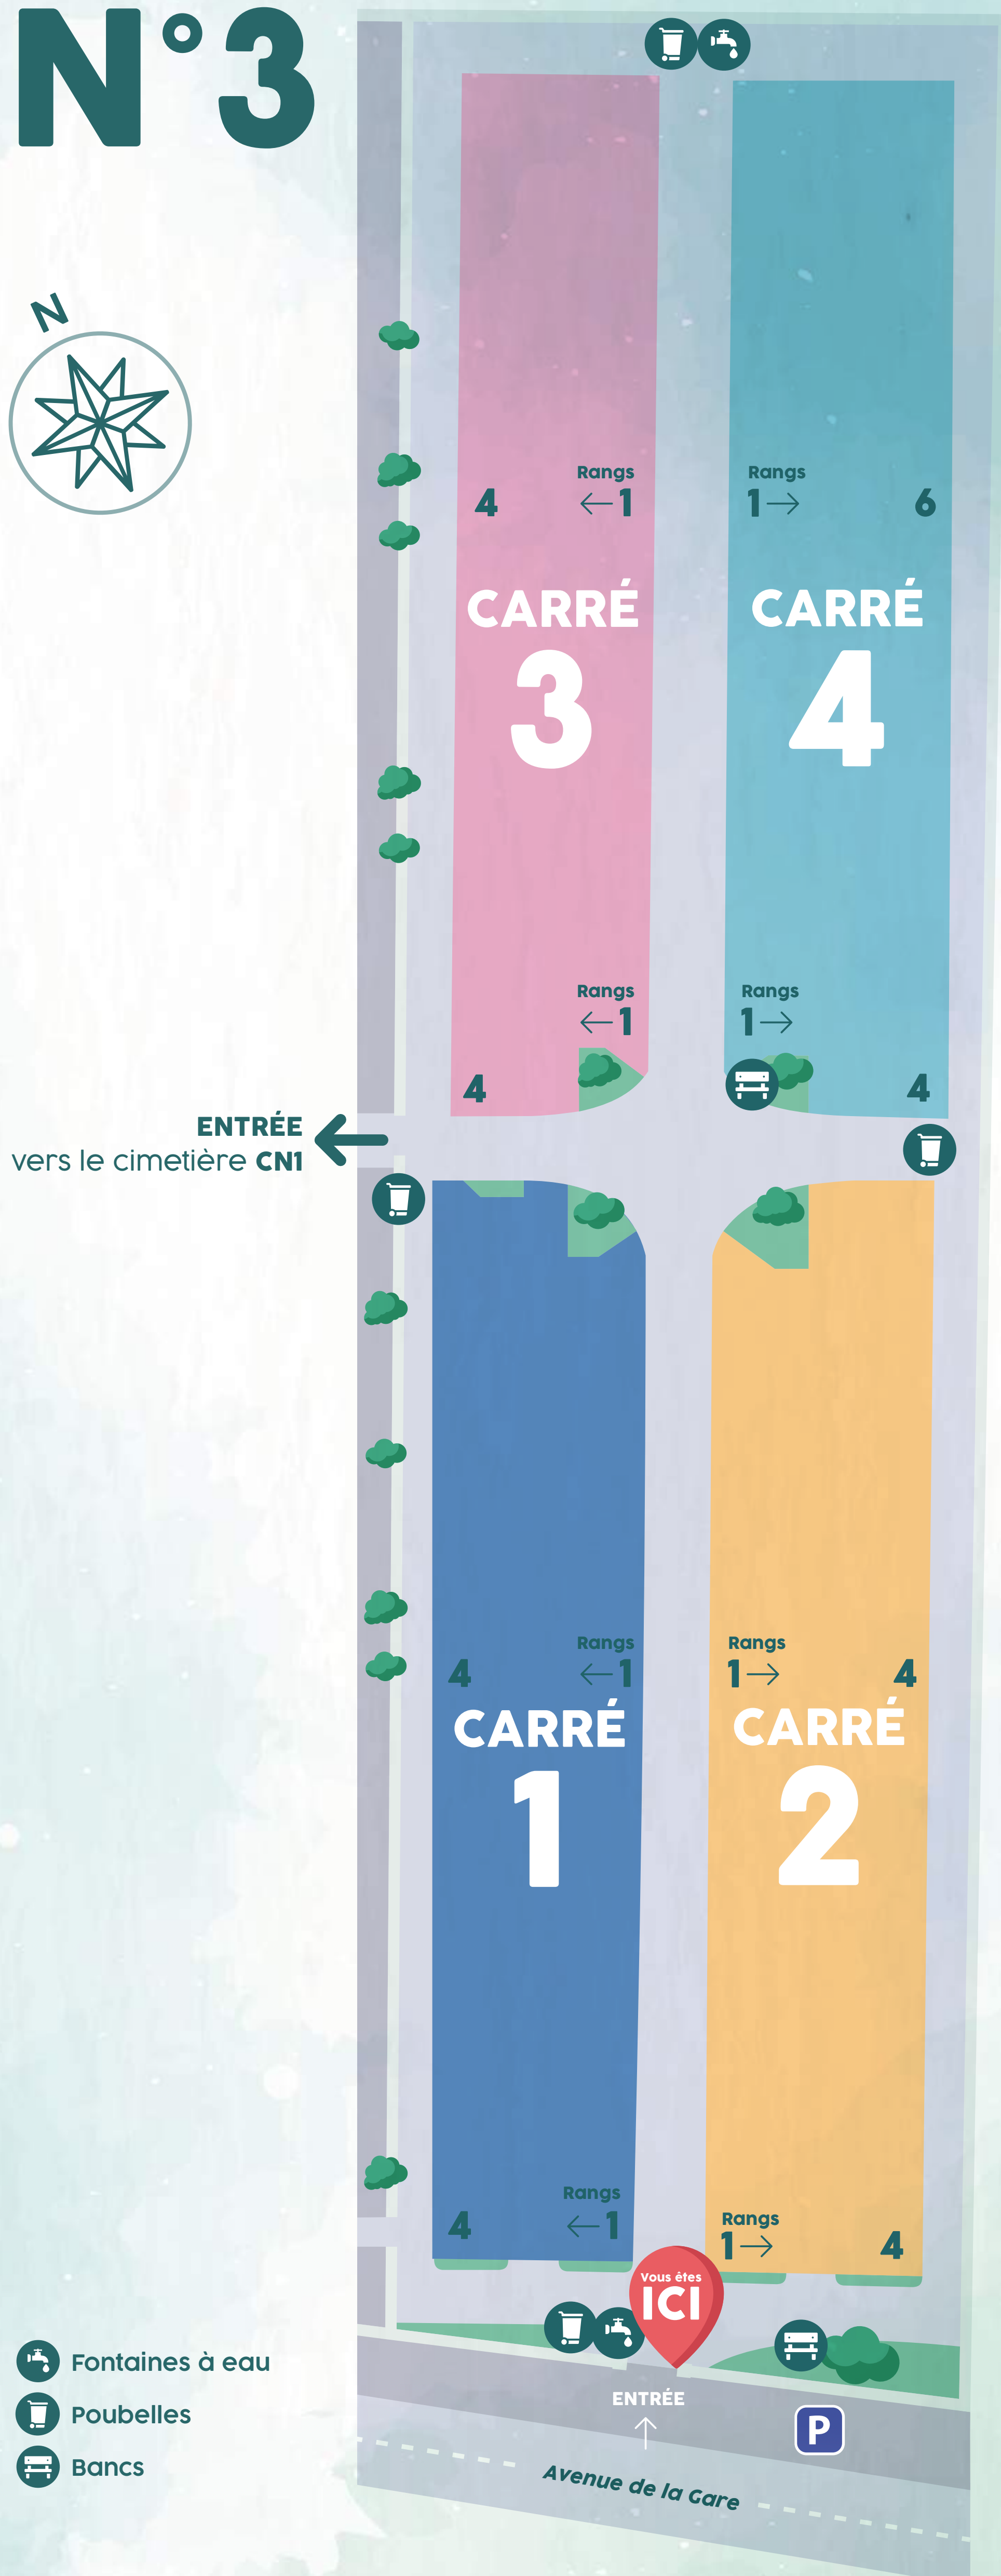 N°3
N
Rangs
4 ←1
Rangs
1→ 6
CARRÉ
3
CARRÉ
4
Rangs
←1
4
Rangs
1→
4
ENTRÉE
vers le cimetière CN1
Rangs
4 ←1
CARRÉ
1
Rangs
1→ 4
CARRÉ
2
Rangs
4 ←1
Rangs
1→ 4
Vous êtes
ICI
Fontaines à eau
Poubelles
Bancs
ENTRÉE
P
Avenue de la Gare